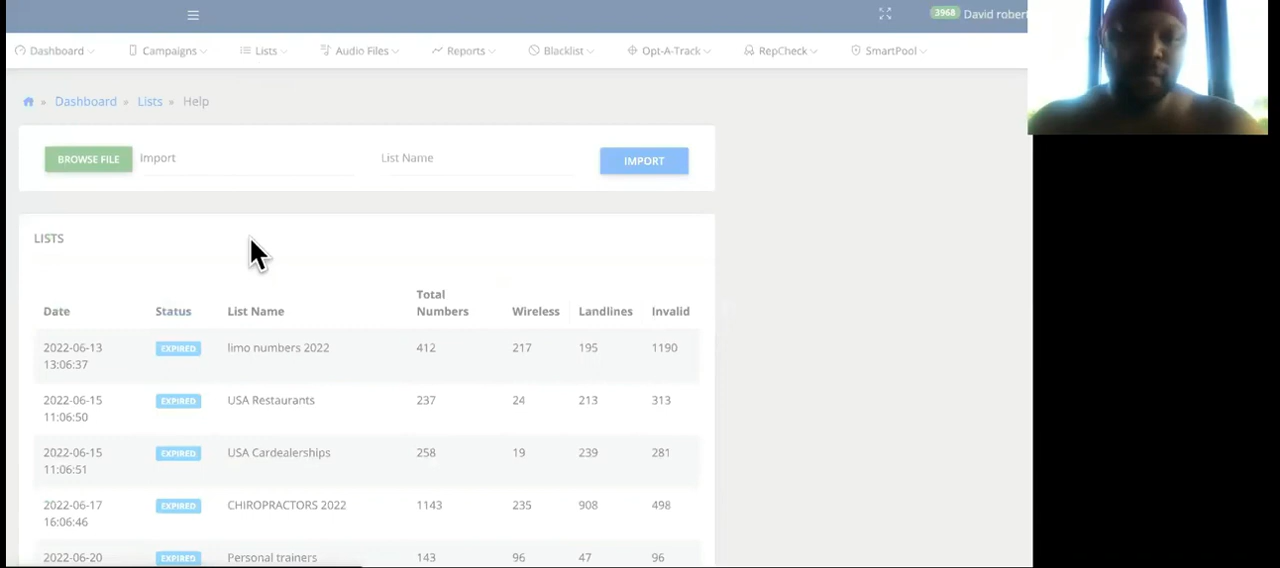 3968 David robert
Dashboard Campaigns Lists Audio Files Reports Blacklist Opt-A-Track RepCheck SmartPool
» Dashboard » Lists » Help
BROWSE FILE Import List Name IMPORT
LISTS
Date Status List Name Total Numbers Wireless Landlines Invalid
2022-06-13 13:06:37 EXPIRED limo numbers 2022 412 217 195 1190
2022-06-15 11:06:50 EXPIRED USA Restaurants 237 24 213 313
2022-06-15 11:06:51 EXPIRED USA Cardealerships 258 19 239 281
2022-06-17 16:06:46 EXPIRED CHIROPRACTORS 2022 1143 235 908 498
2022-06-20 EXPIRED Personal trainers 143 96 47 96